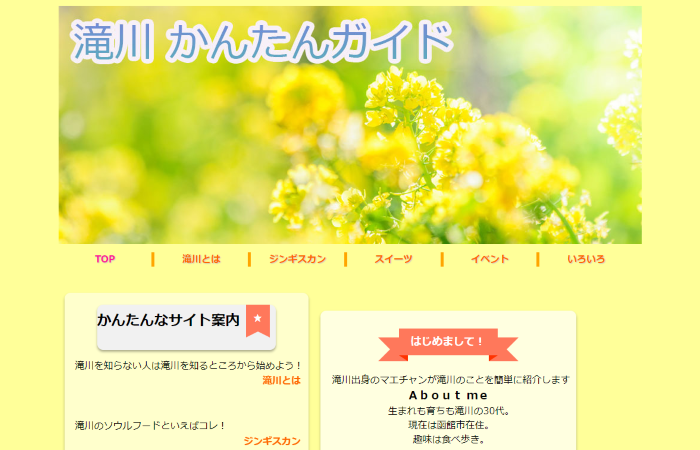 滝川 かんたんガイド
TOP
滝川とは
ジンギスカン
スイーツ
イベント
いろいろ
かんたんなサイト案内
滝川を知らない人は滝川を知るところから始めよう！
滝川とは
滝川のソウルフードといえばコレ！
ジンギスカン
はじめまして！
滝川出身のマエチャンが滝川のことを簡単に紹介します
About me
生まれも育ちも滝川の30代。
現在は函館市在住。
趣味は食べ歩き。